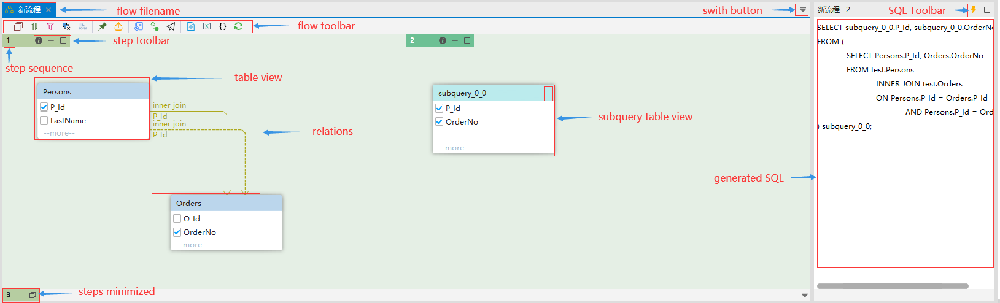 新流程
flow filename
swith button
新流程--2
SQL Toolbar
JOIN
[x]
{}
flow toolbar
1
step toolbar
2
step sequence
table view
Persons
P_Id
LastName
--more--
inner join
P_Id
inner join
P_Id
relations
Orders
O_Id
OrderNo
--more--
subquery_0_0
P_Id
OrderNo
--more--
subquery table view
SELECT subquery_0_0.P_Id, subquery_0_0.OrderNo
FROM (
SELECT Persons.P_Id, Orders.OrderNo
FROM test.Persons
INNER JOIN test.Orders
ON Persons.P_Id = Orders.P_Id
AND Persons.P_Id = Ord
) subquery_0_0;
generated SQL
3
steps minimized